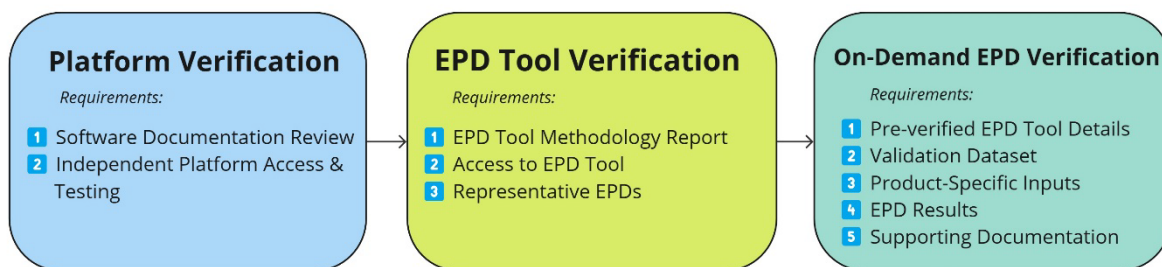 Platform Verification
Requirements:
1 Software Documentation Review
2 Independent Platform Access &
Testing
EPD Tool Verification
Requirements:
1 EPD Tool Methodology Report
2 Access to EPD Tool
3 Representative EPDs
On-Demand EPD Verification
Requirements:
1 Pre-verified EPD Tool Details
2 Validation Dataset
3 Product-Specific Inputs
4 EPD Results
5 Supporting Documentation